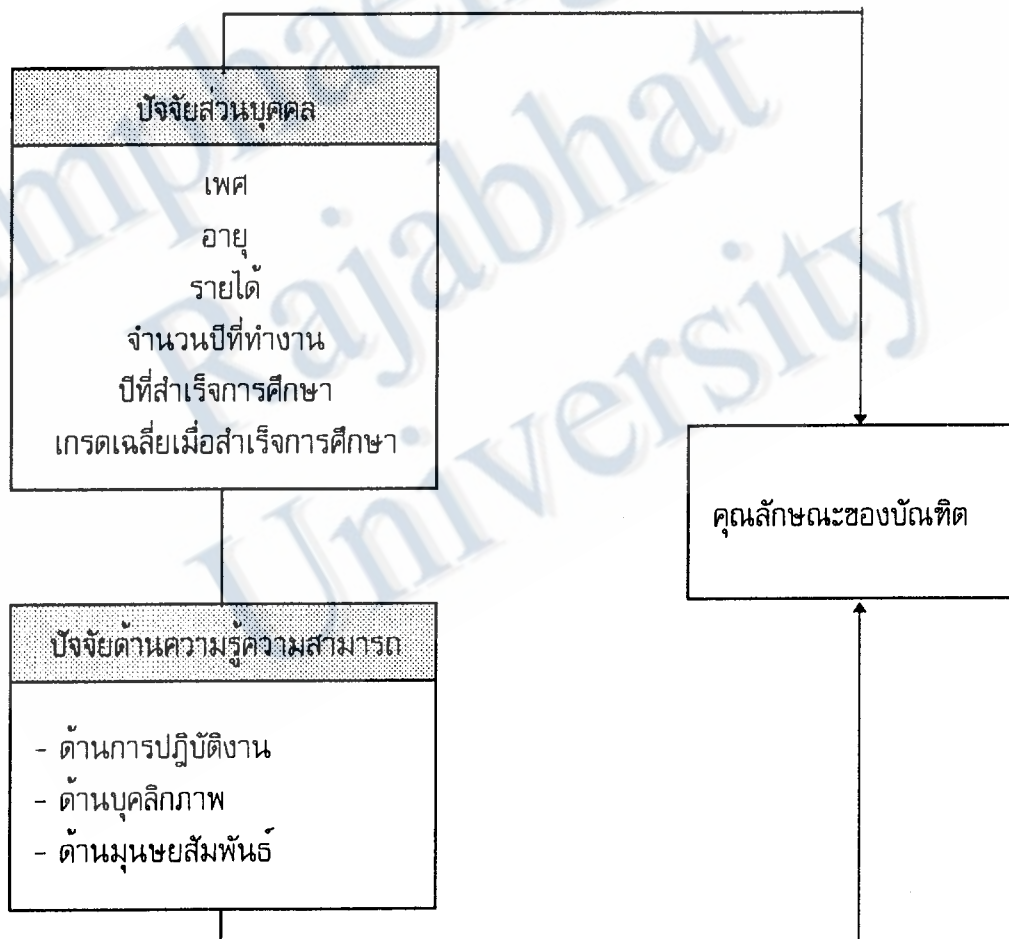 ปัจจัยส่วนบุคคล
เพศ
อายุ
รายได้
จำนวนปีที่ทำงาน
ปีที่สำเร็จการศึกษา
เกรดเฉลี่ยเมื่อสำเร็จการศึกษา
คุณลักษณะของบัณฑิต
ปัจจัยด้านความรู้ความสามารถ
- ด้านการปฏิบัติงาน
- ด้านบุคลิกภาพ
- ด้านมนุษยสัมพันธ์
Rajabhat
University